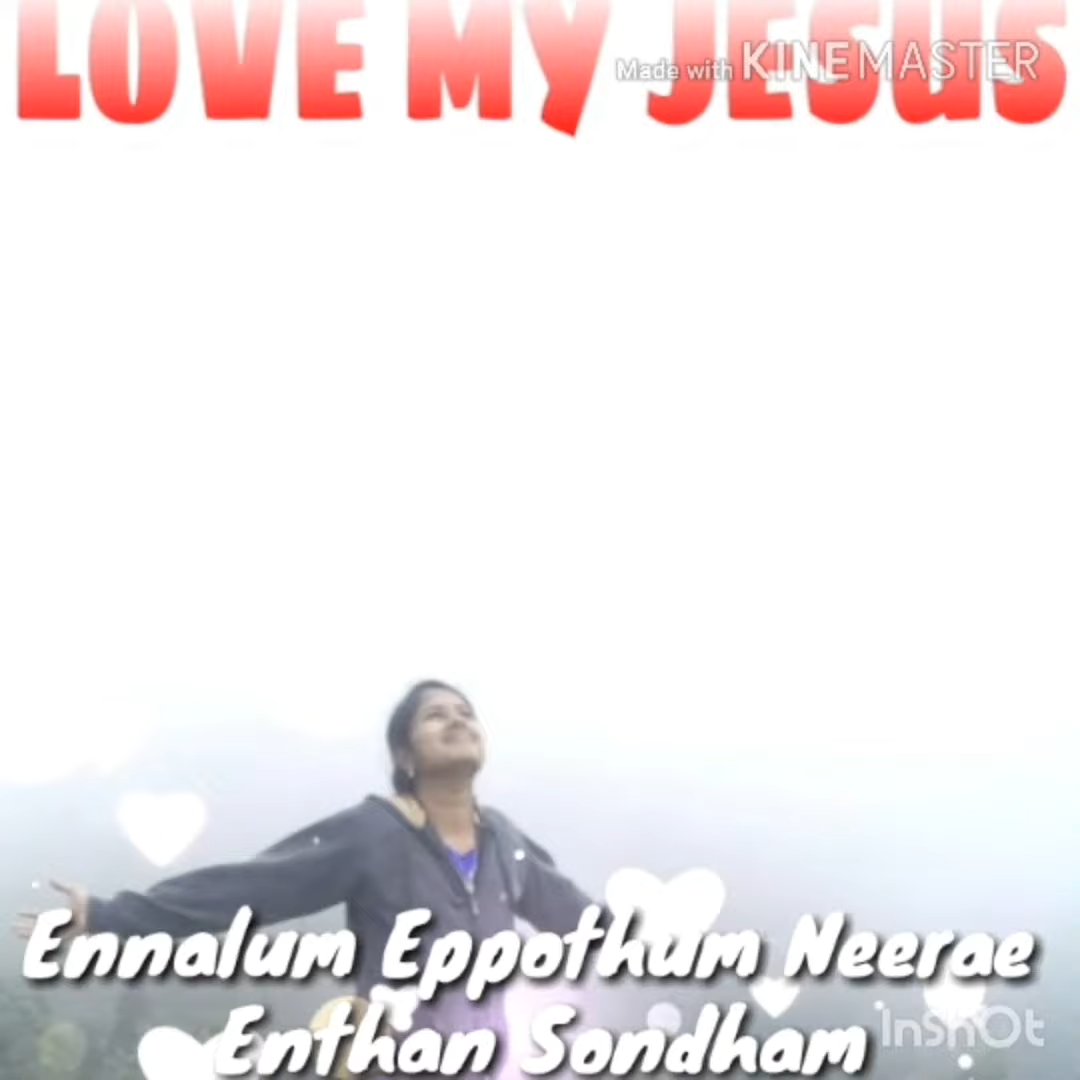 LOVE MY JESUS
Made with KINEMASTER
Ennalum Eppothum Neerae
Enthan Sondham
InShOt